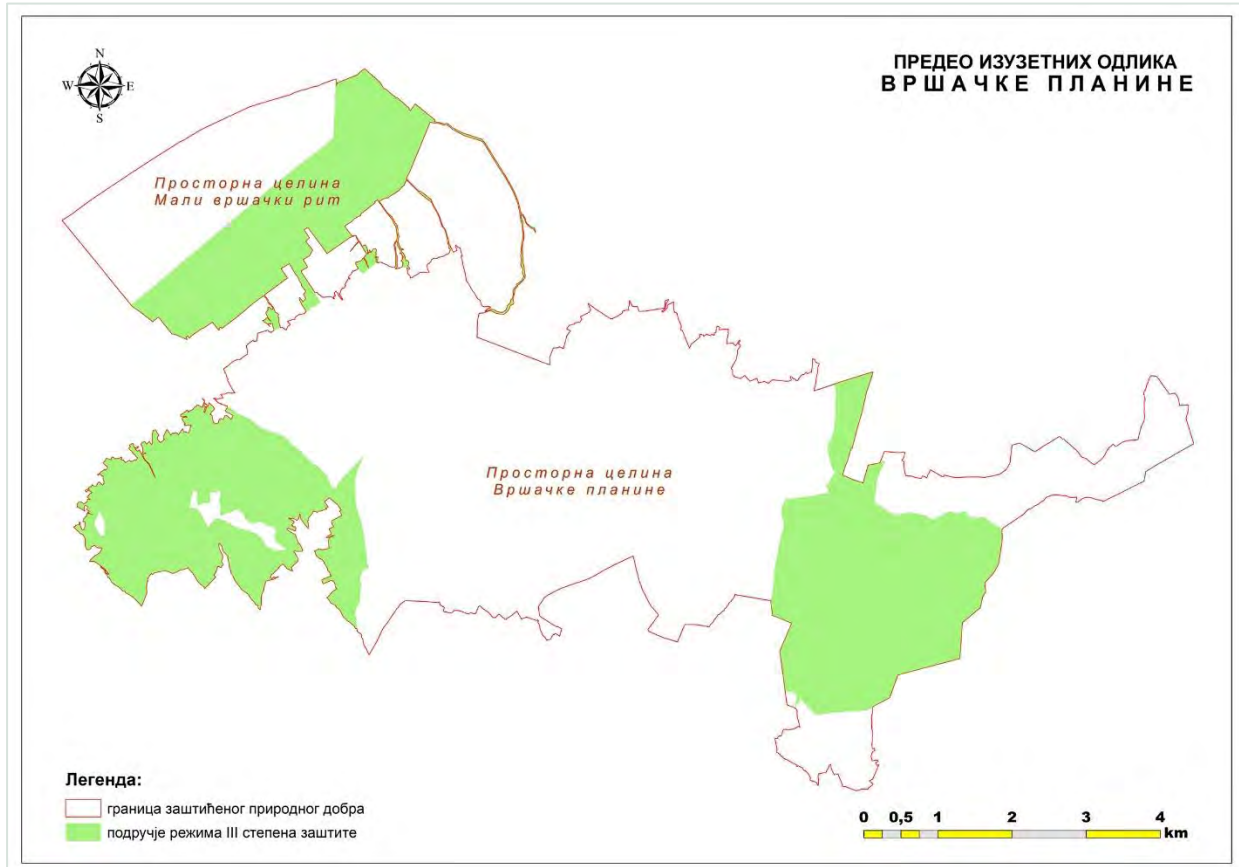 N
W E
S
ПРЕДЕО ИЗУЗЕТНИХ ОДЛИКА
ВРШАЧКЕ ПЛАНИНЕ
Просторна целина
Мали вршачки рит
Просторна целина
Вршачке планине
Легенда:
граница заштићеног природног добра
подручје режима III степена заштите
0 0,5 1 2 3 4
km